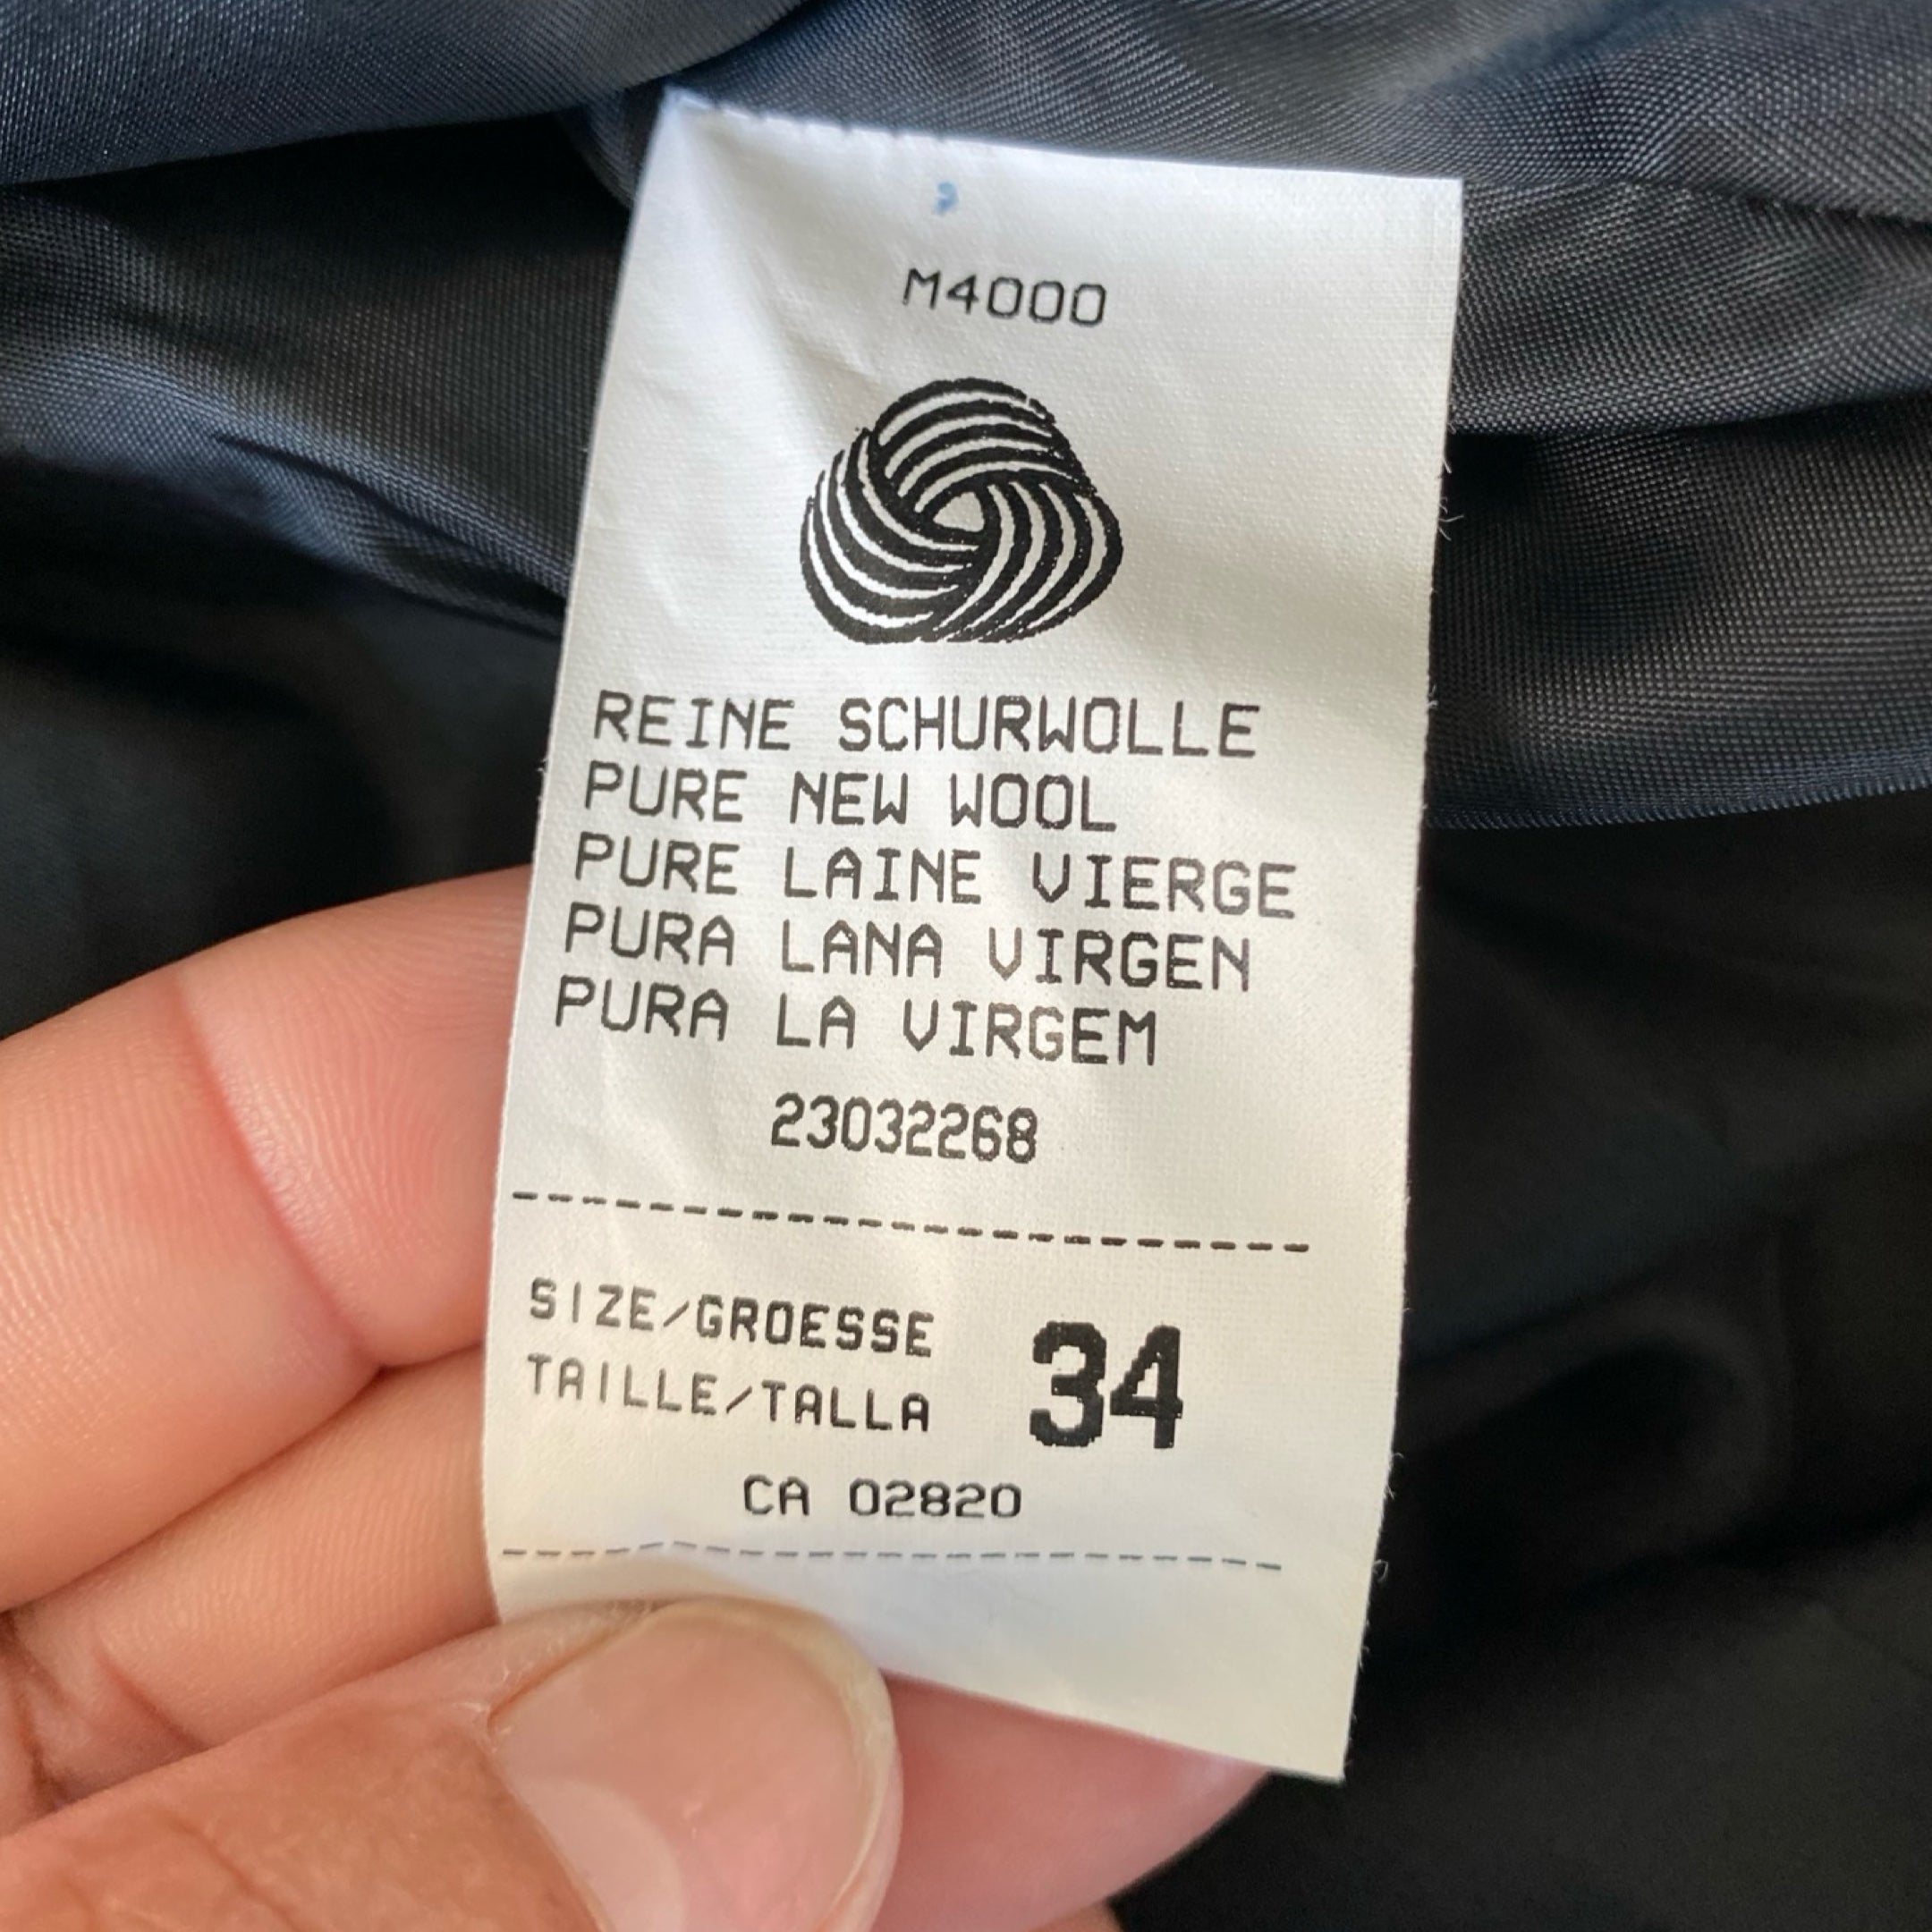 M4000
REINE SCHURWOLLE
PURE NEW WOOL
PURE LAINE VIERGE
PURA LANA VIRGEN
PURA LA VIRGEM
23032268
SIZE/GROESSE
TAILLE/TALLA
34
CA 02820